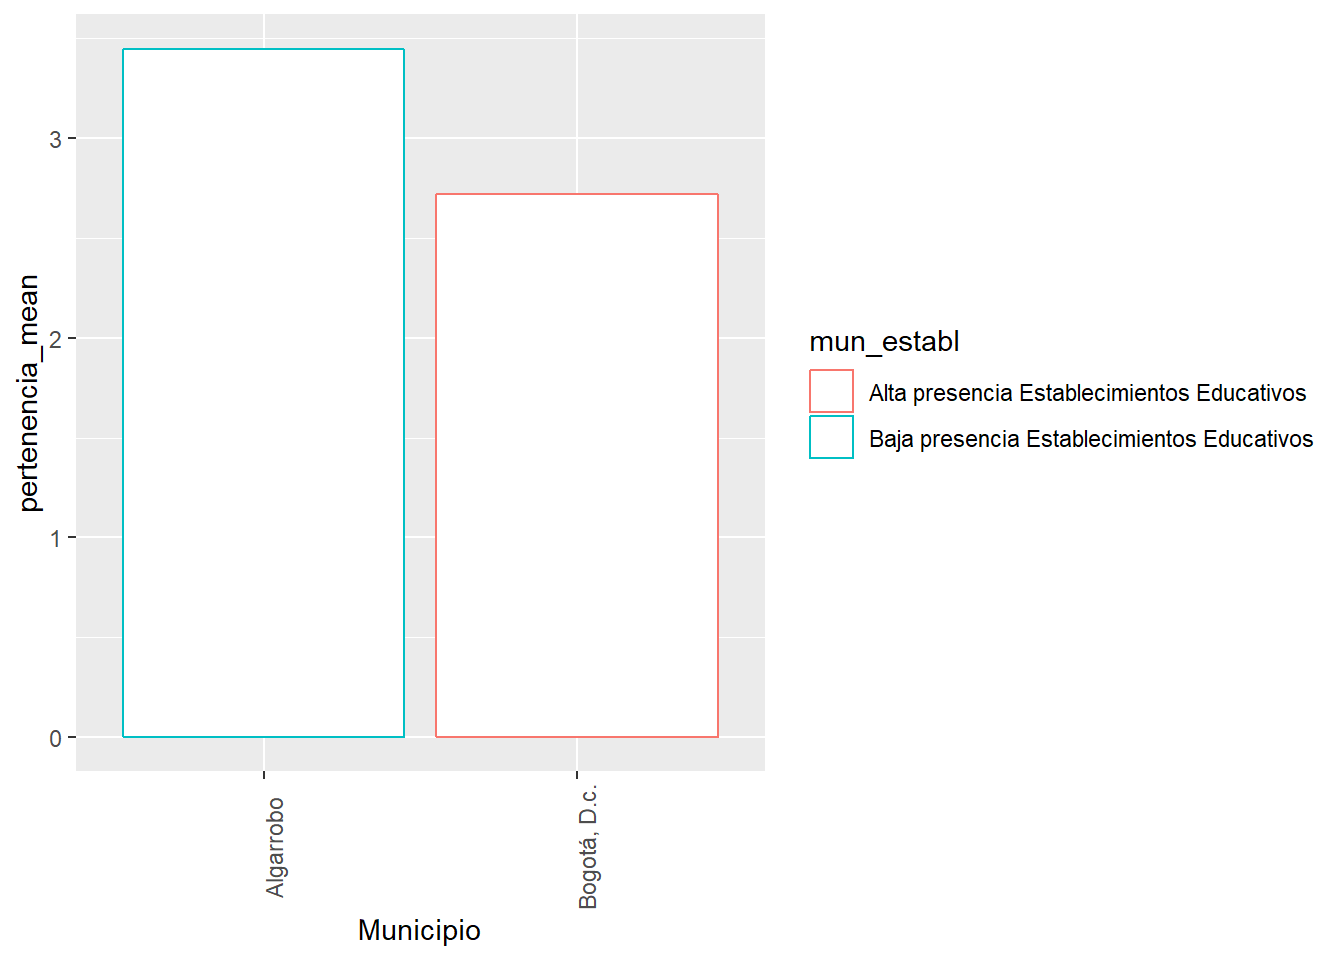 pertenencia_mean
3
2
1
0
Algarrobo
Bogotá, D.c.
Municipio
mun_establ
Alta presencia Establecimientos Educativos
Baja presencia Establecimientos Educativos